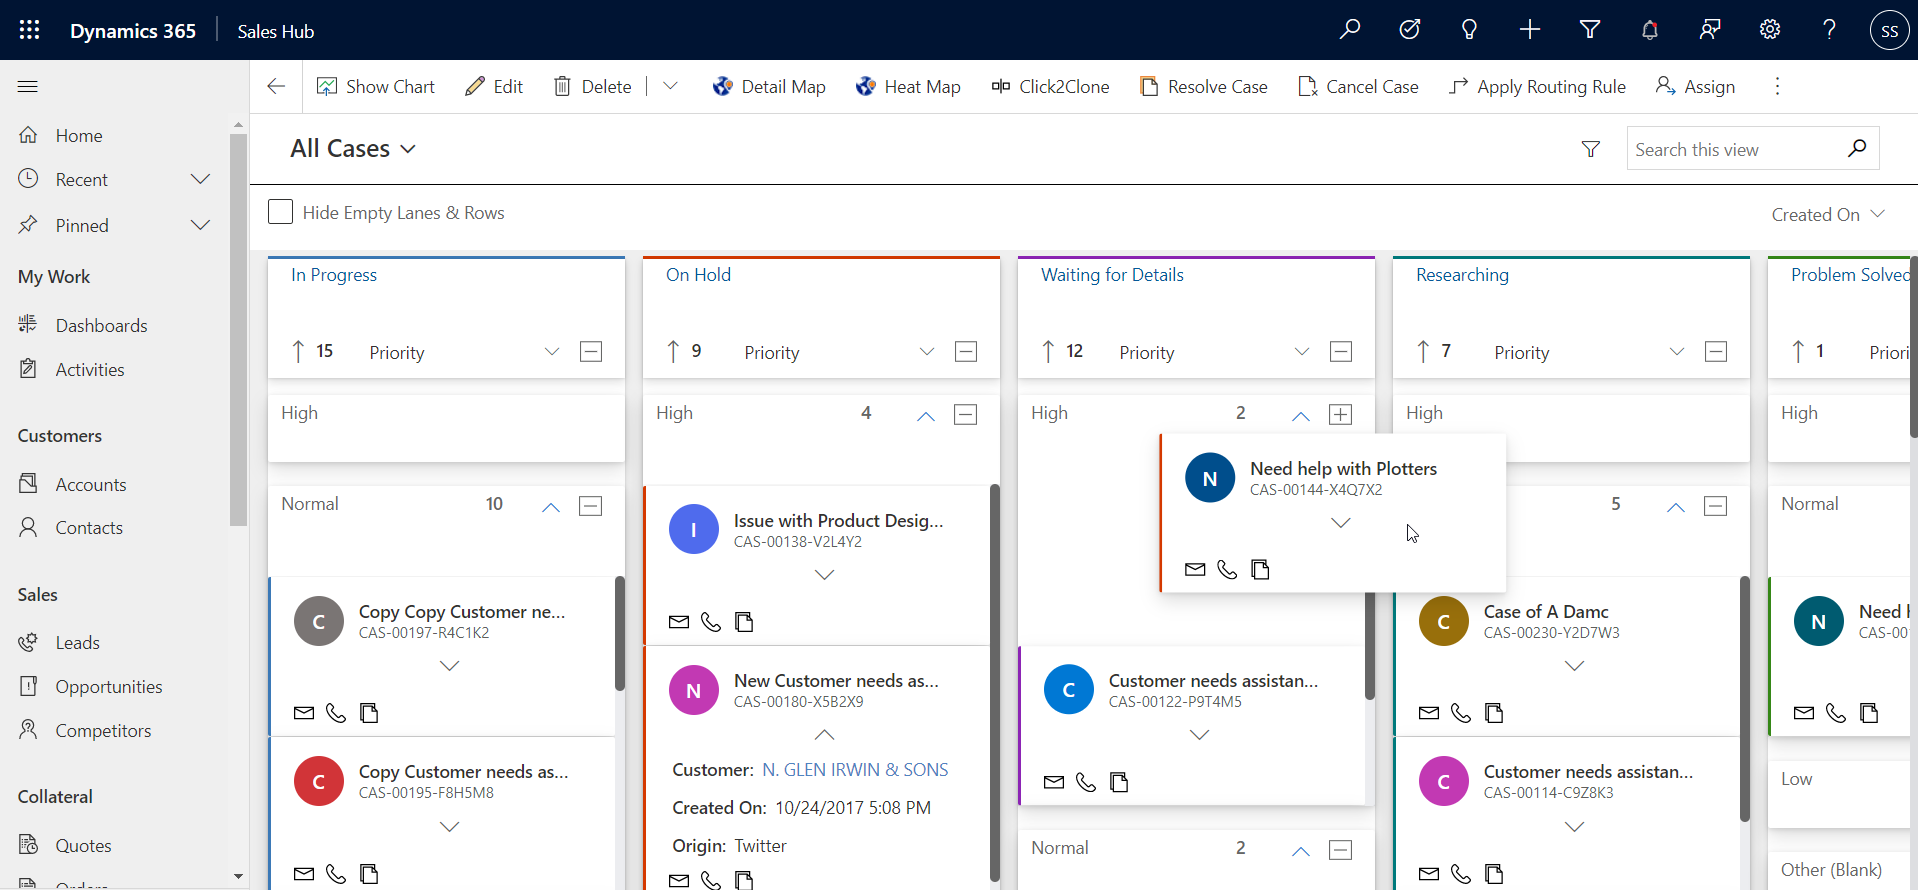 Dynamics 365
Sales Hub
SS
Show Chart
Edit
Delete
Detail Map
Heat Map
Click2Clone
Resolve Case
Cancel Case
Apply Routing Rule
Assign
Home
Recent
Pinned
My Work
Dashboards
Activities
Customers
Accounts
Contacts
Sales
Leads
Opportunities
Competitors
Collateral
Quotes
Orders
All Cases
Search this view
Hide Empty Lanes & Rows
Created On
In Progress
15 Priority
High
Normal 10
C
Copy Copy Customer ne...
CAS-00197-R4C1K2
C
Copy Customer needs as...
CAS-00195-F8H5M8
On Hold
9 Priority
High 4
I
Issue with Product Desig...
CAS-00138-V2L4Y2
N
New Customer needs as...
CAS-00180-X5B2X9
Customer: N. GLEN IRWIN & SONS
Created On: 10/24/2017 5:08 PM
Origin: Twitter
Waiting for Details
12 Priority
High 2
N
Need help with Plotters
CAS-00144-X4Q7X2
C
Customer needs assistan...
CAS-00122-P9T4M5
Normal 2
Researching
7 Priority
High
5
C
Case of A Damc
CAS-00230-Y2D7W3
C
Customer needs assistan...
CAS-00114-C9Z8K3
Problem Solved
1 Priori
High
Normal
N
Need
CAS-00
Low
Other (Blank)